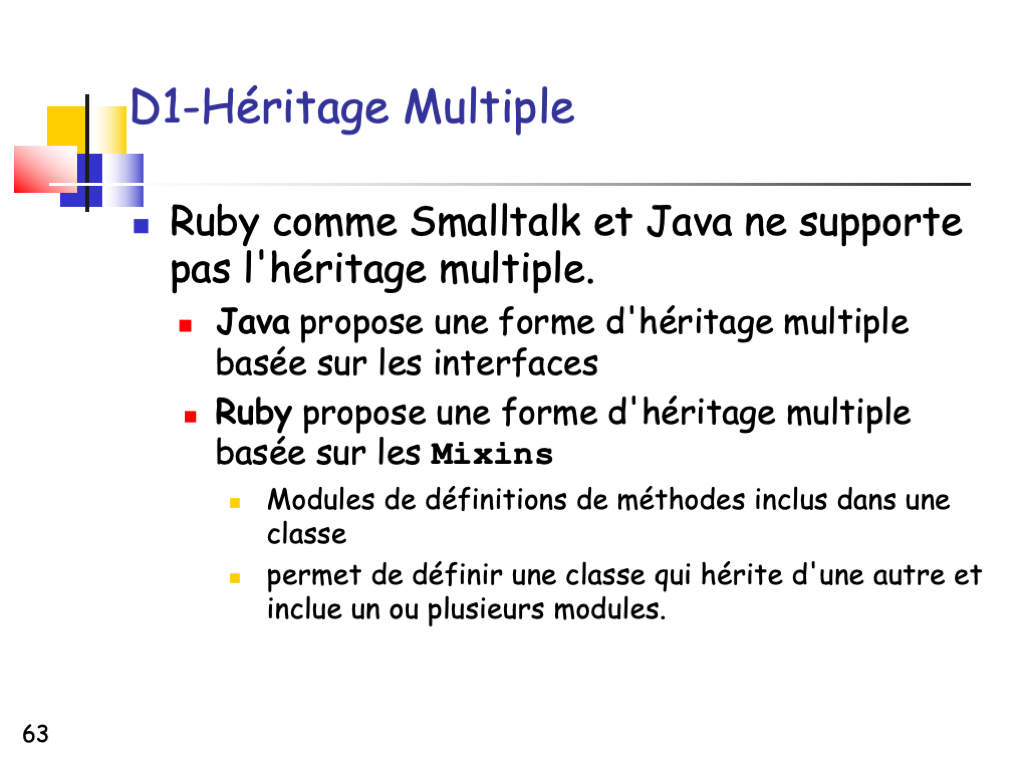 D1-Héritage Multiple
Ruby comme Smalltalk et Java ne supporte
pas l'héritage multiple.
Java propose une forme d'héritage multiple
basée sur les interfaces
Ruby propose une forme d'héritage multiple
basée sur les Mixins
Modules de définitions de méthodes inclus dans une
classe
permet de définir une classe qui hérite d'une autre et
inclue un ou plusieurs modules.
63